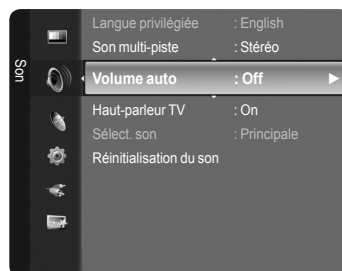 Son
Langue privilégiée : English
Son multi-piste : Stéréo
Volume auto : Off
Haut-parleur TV : On
Sélect. son : Principale
Réinitialisation du son